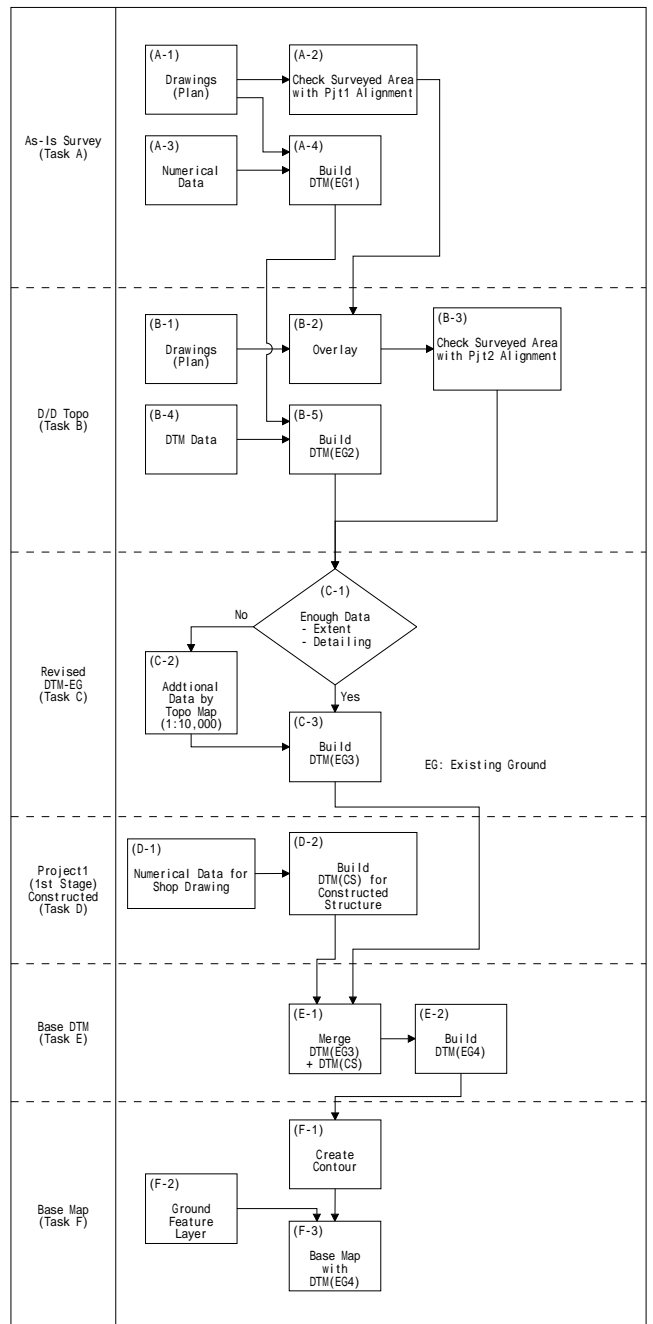 As-Is Survey
(Task A)
(A-1)
Drawings
(Plan)
(A-2)
Check Surveyed Area
with Pjt1 Alignment
(A-3)
Numerical
Data
(A-4)
Build
DTM(EG1)
D/D Topo
(Task B)
(B-1)
Drawings
(Plan)
(B-2)
Overlay
(B-3)
Check Surveyed Area
with Pjt2 Alignment
(B-4)
DTM Data
(B-5)
Build
DTM(EG2)
Revised
DTM-EG
(Task C)
(C-1)
Enough Data
- Extent
- Detailing
No
Yes
(C-2)
Addtional
Data by
Topo Map
(1:10,000)
(C-3)
Build
DTM(EG3)
EG: Existing Ground
Project1
(1st Stage)
Constructed
(Task D)
(D-1)
Numerical Data for
Shop Drawing
(D-2)
Build
DTM(CS) for
Constructed
Structure
Base DTM
(Task E)
(E-1)
Merge
DTM(EG3)
+ DTM(CS)
(E-2)
Build
DTM(EG4)
Base Map
(Task F)
(F-1)
Create
Contour
(F-2)
Ground
Feature
Layer
(F-3)
Base Map
with
DTM(EG4)